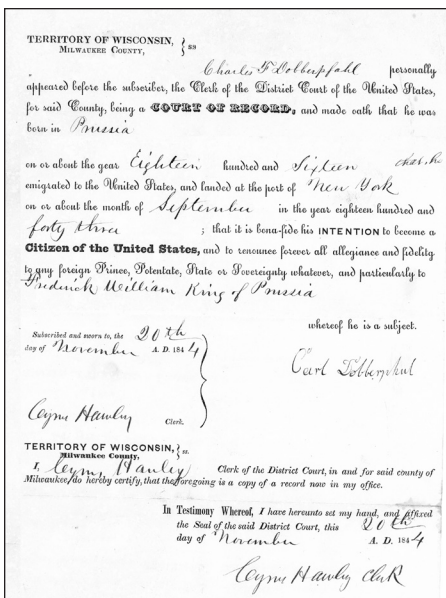 TERRITORY OF WISCONSIN, } ss
MILWAUKEE COUNTY,
Charles F Dobberpfahl personally
appeared before the subscriber, the Clerk of the District Court of the United States,
for said County, being a COURT OF RECORD, and made oath that he was
born in Prussia
on or about the year Eighteen hundred and Sixteen that he
emigrated to the United States, and landed at the port of New York
on or about the month of September in the year eighteen hundred and
forty three ; that it is bona-fide his INTENTION to become a
Citizen of the United States, and to renounce forever all allegiance and fidelity
to any foreign Prince, Potentate, State or Sovereignty whatever, and particularly to
Frederick William King of Prussia
whereof he is a subject.
Subscribed and sworn to, the 20th
day of November A. D. 1844
Carl Dobberphul
Cyrus Hawley Clerk.
TERRITORY OF WISCONSIN, } ss.
Milwaukee County,
I, Cyrus Hawley Clerk of the District Court, in and for said county of
Milwaukee do hereby certify, that the foregoing is a copy of a record now in my office.
In Testimony Whereof, I have hereunto set my hand, and affixed
the Seal of the said District Court, this 20th
day of November A. D. 1844
Cyrus Hawley Clerk